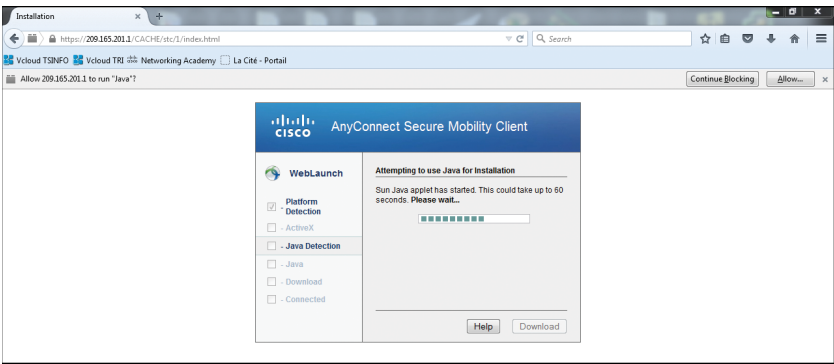 Installation
https://209.165.201.1/CACHE/stc/1/index.html
Search
Vcloud TSINFO Vcloud TRI Networking Academy La Cité - Portail
Allow 209.165.201.1 to run "Java"?
Continue Blocking
Allow...
CISCO
AnyConnect Secure Mobility Client
WebLaunch
- Platform
Detection
- ActiveX
- Java Detection
- Java
- Download
- Connected
Attempting to use Java for Installation
Sun Java applet has started. This could take up to 60
seconds. Please wait...
Help
Download